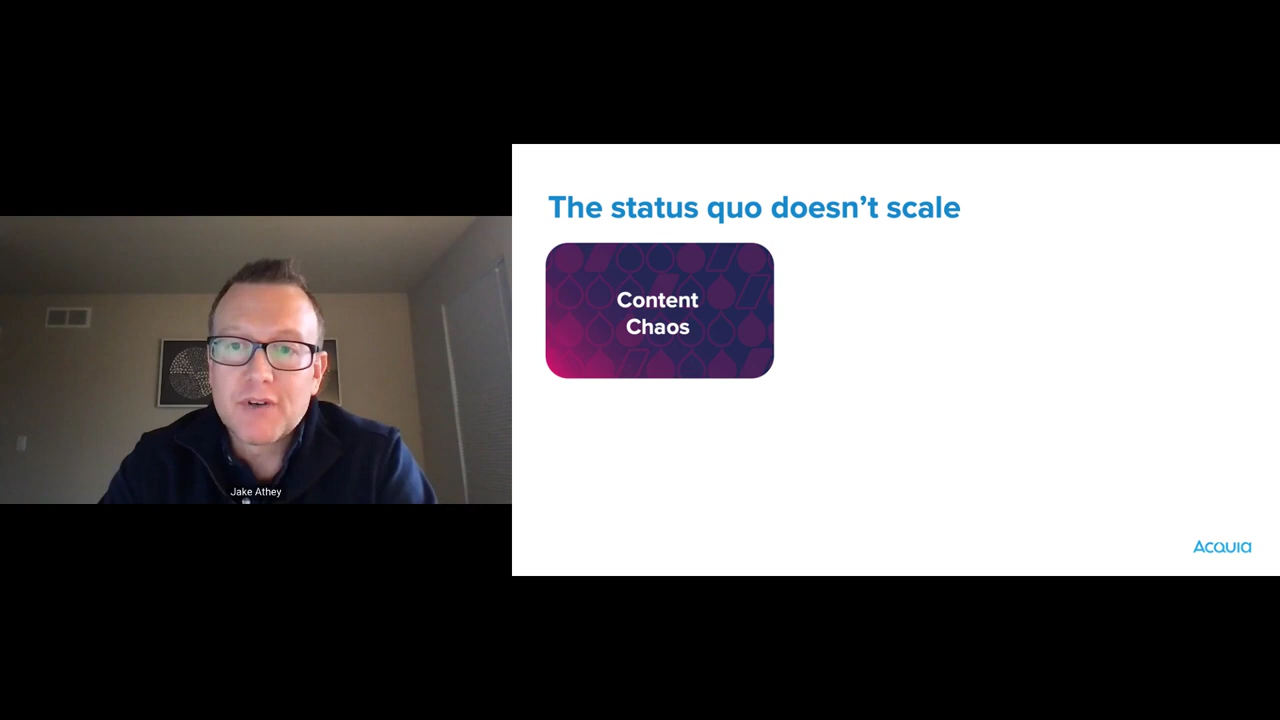 The status quo doesn’t scale
Content
Chaos
Jake Athey
Acquia